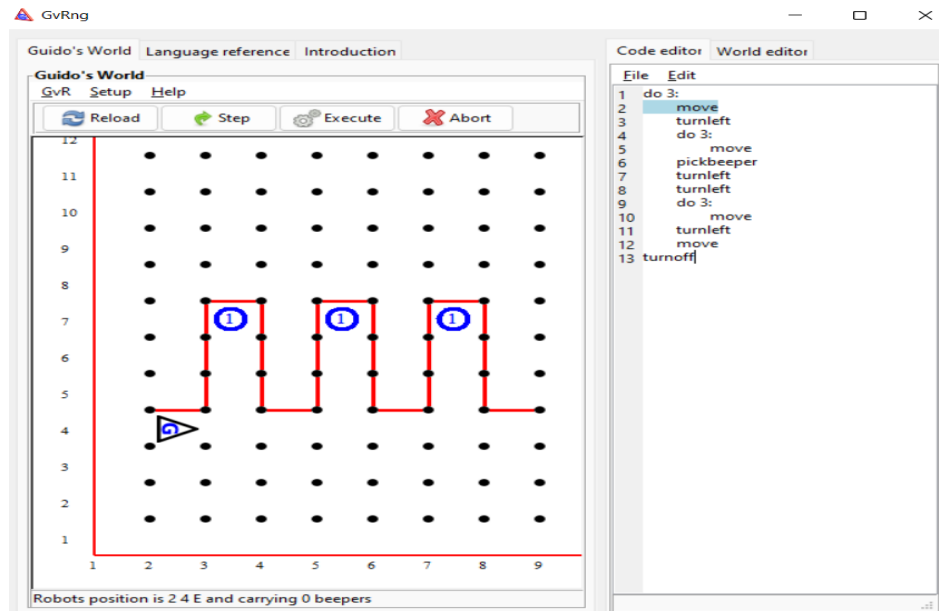 GvRng
Guido's World Language reference Introduction
Guido's World
GvR Setup Help
Reload Step Execute Abort
12
11
10
9
8
7
6
5
4
3
2
1
1 1 1
G
1 2 3 4 5 6 7 8 9
Robots position is 2 4 E and carrying 0 beepers
Code editor World editor
File Edit
1 do 3:
2 move
3 turnleft
4 do 3:
5 move
6 pickbeeper
7 turnleft
8 turnleft
9 do 3:
10 move
11 turnleft
12 move
13 turnoff